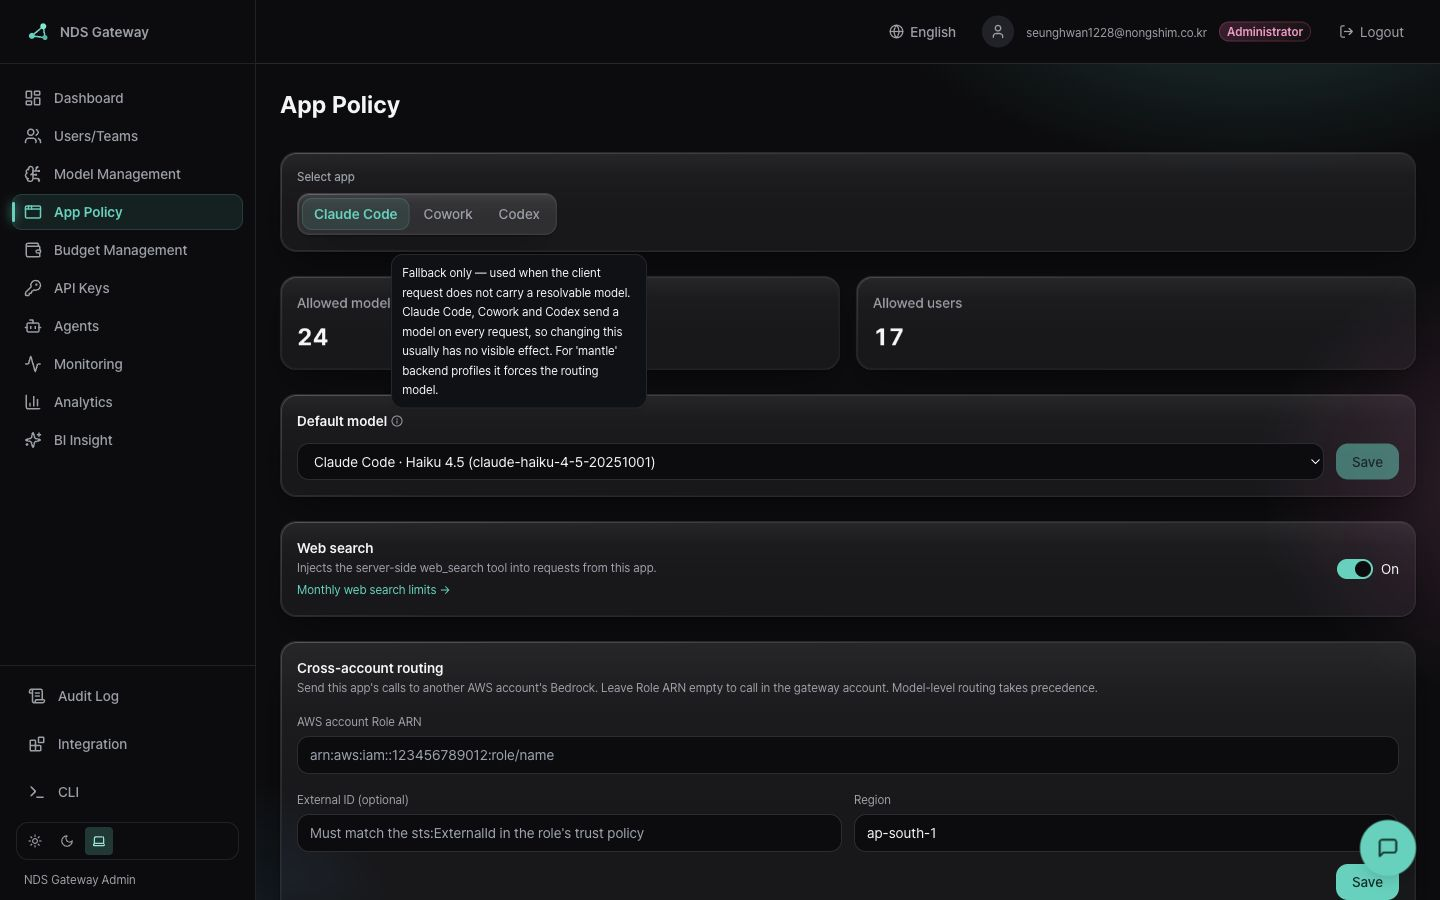 NDS Gateway
English
seunghwan1228@nongshim.co.kr
Administrator
Logout
Dashboard
Users/Teams
Model Management
App Policy
Budget Management
API Keys
Agents
Monitoring
Analytics
BI Insight
Audit Log
Integration
CLI
NDS Gateway Admin
App Policy
Select app
Claude Code
Cowork
Codex
Allowed model
24
Fallback only — used when the client
request does not carry a resolvable model.
Claude Code, Cowork and Codex send a
model on every request, so changing this
usually has no visible effect. For 'mantle'
backend profiles it forces the routing
model.
Allowed users
17
Default model
Claude Code · Haiku 4.5 (claude-haiku-4-5-20251001)
Save
Web search
Injects the server-side web_search tool into requests from this app.
Monthly web search limits →
On
Cross-account routing
Send this app's calls to another AWS account's Bedrock. Leave Role ARN empty to call in the gateway account. Model-level routing takes precedence.
AWS account Role ARN
arn:aws:iam::123456789012:role/name
External ID (optional)
Must match the sts:ExternalId in the role's trust policy
Region
ap-south-1
Save